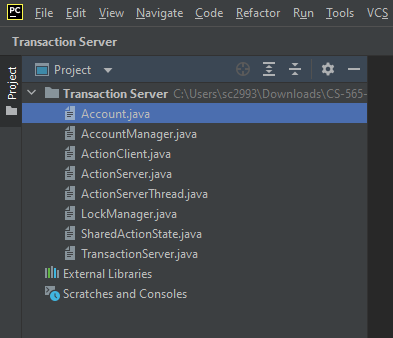 PC File Edit View Navigate Code Refactor Run Tools VCS
Transaction Server
Project
Project
Transaction Server C:\Users\sc2993\Downloads\CS-565-
Account.java
AccountManager.java
ActionClient.java
ActionServer.java
ActionServerThread.java
LockManager.java
SharedActionState.java
TransactionServer.java
External Libraries
Scratches and Consoles